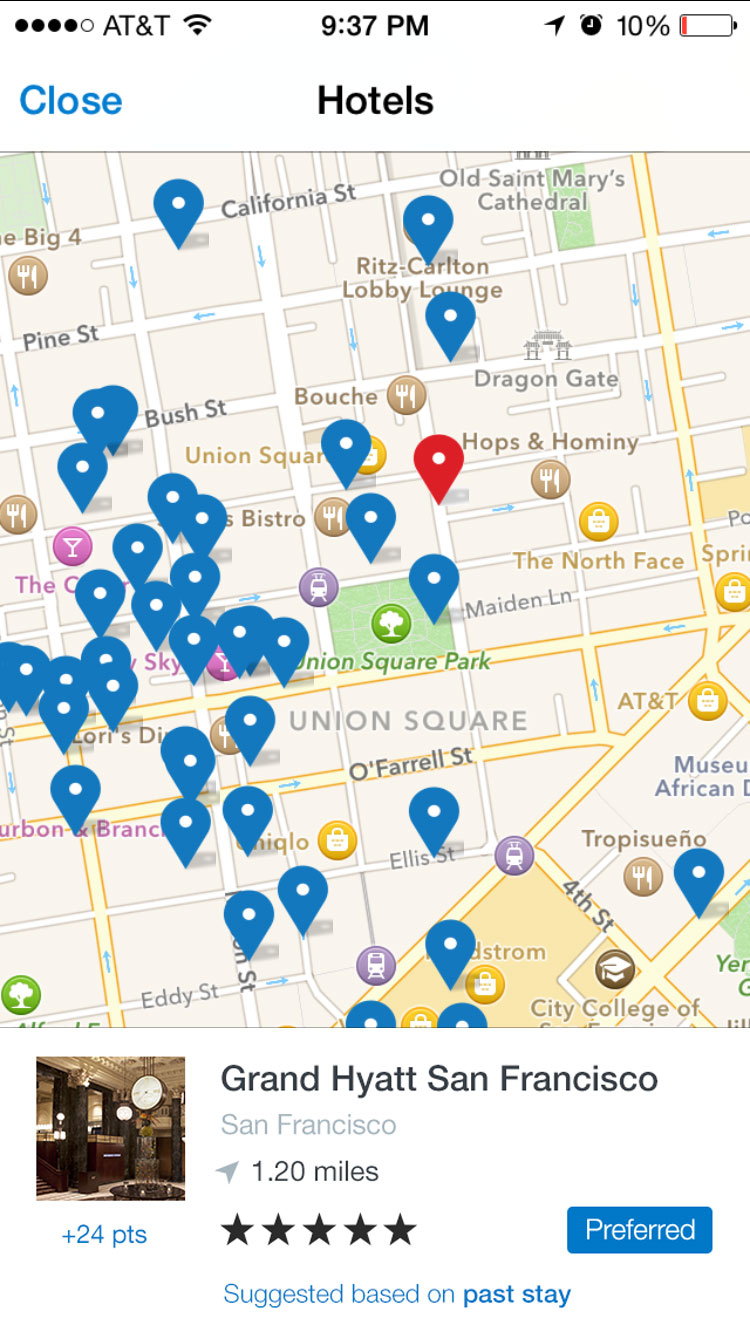 AT&T 9:37 PM 10%
Close Hotels
California St
Old Saint Mary's
Cathedral
e Big 4
Ritz-Carlton
Lobby Lounge
Pine St
Dragon Gate
Bouche
Bush St
Hops & Hominy
Union Squar
s Bistro
Po
The North Face
Sprin
The C
Maiden Ln
y Sky
Union Square Park
AT&T
UNION SQUARE
Lori's Di
O'Farrell St
Museu
African D
urbon & Branc
Tropisueño
niqlo
Ellis St
4th St
on St
dstrom
Yer
G
Eddy St
City College of
Grand Hyatt San Francisco
San Francisco
1.20 miles
+24 pts
Preferred
Suggested based on past stay